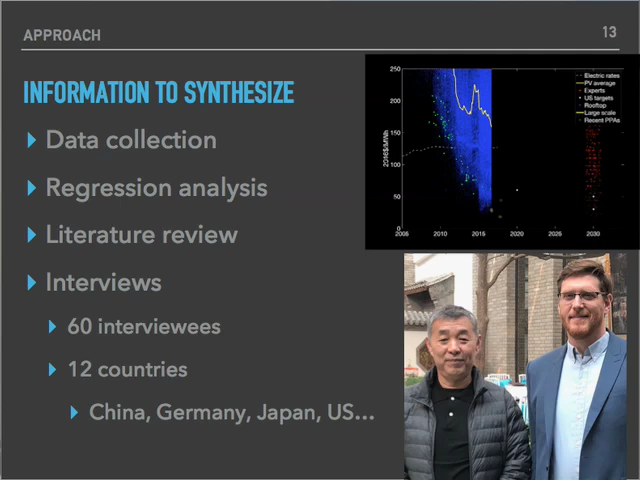 APPROACH
13
INFORMATION TO SYNTHESIZE
Data collection
Regression analysis
Literature review
Interviews
60 interviewees
12 countries
China, Germany, Japan, US…
250
200
150
100
50
0
2016$/MWh
2005
2010
2015
2020
2025
2030
Electric rates
PV average
Experts
US targets
Rooftop
Large scale
Recent PPAs